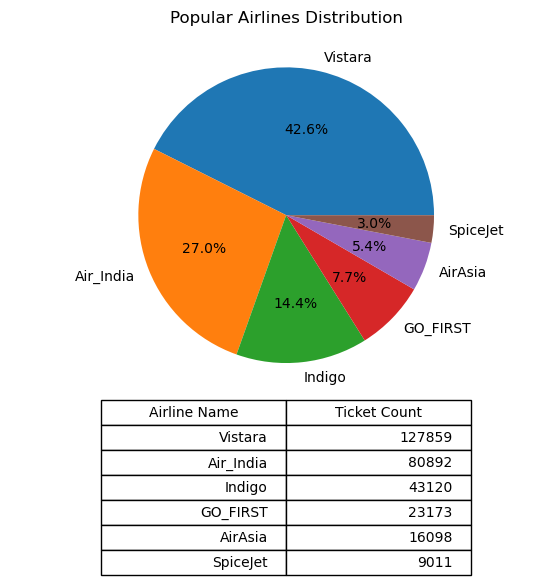 Popular Airlines Distribution
Vistara
42.6%
3.0%
SpiceJet
5.4%
27.0%
AirAsia
Air_India
7.7%
14.4%
GO_FIRST
Indigo
Airline Name Ticket Count
Vistara 127859
Air_India 80892
Indigo 43120
GO_FIRST 23173
AirAsia 16098
SpiceJet 9011